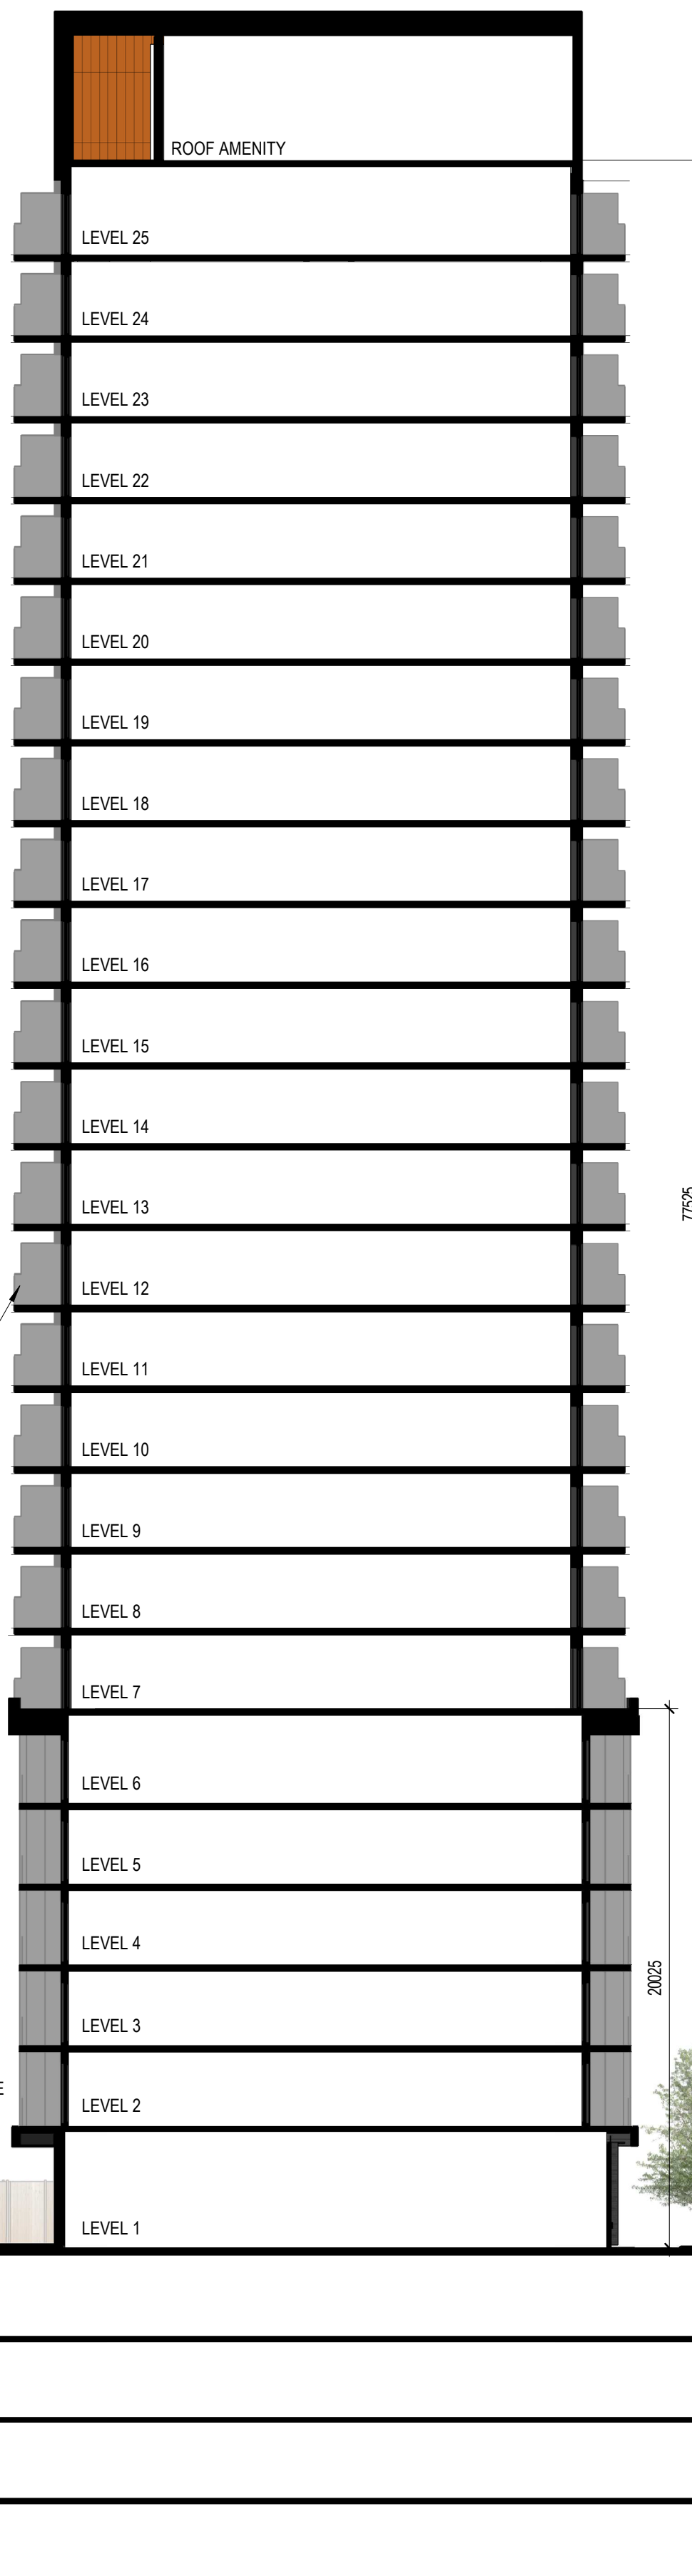 ROOF AMENITY
LEVEL 25
LEVEL 24
LEVEL 23
LEVEL 22
LEVEL 21
LEVEL 20
LEVEL 19
LEVEL 18
LEVEL 17
LEVEL 16
LEVEL 15
LEVEL 14
LEVEL 13
77525
LEVEL 12
LEVEL 11
LEVEL 10
LEVEL 9
LEVEL 8
LEVEL 7
LEVEL 6
LEVEL 5
LEVEL 4
20025
LEVEL 3
E
LEVEL 2
LEVEL 1